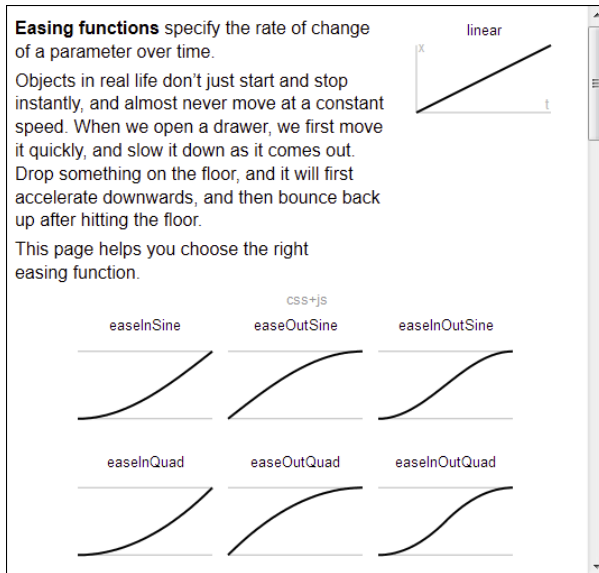 Easing functions specify the rate of change
of a parameter over time.
linear
x
t
Objects in real life don’t just start and stop
instantly, and almost never move at a constant
speed. When we open a drawer, we first move
it quickly, and slow it down as it comes out.
Drop something on the floor, and it will first
accelerate downwards, and then bounce back
up after hitting the floor.
This page helps you choose the right
easing function.
css+js
easeInSine easeOutSine easeInOutSine
easeInQuad easeOutQuad easeInOutQuad